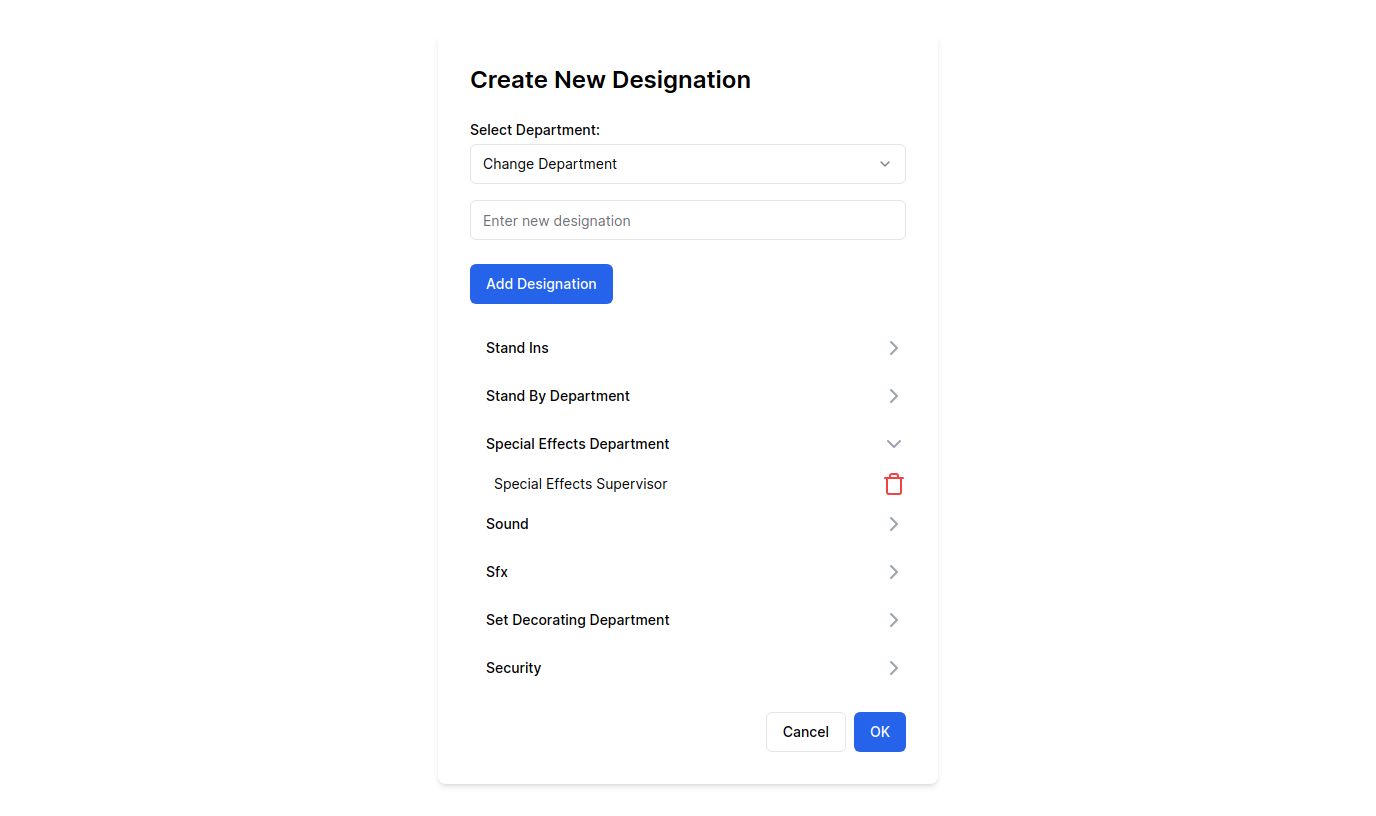 Create New Designation
Select Department:
Change Department
Enter new designation
Add Designation
Stand Ins
Stand By Department
Special Effects Department
Special Effects Supervisor
Sound
Sfx
Set Decorating Department
Security
Cancel OK